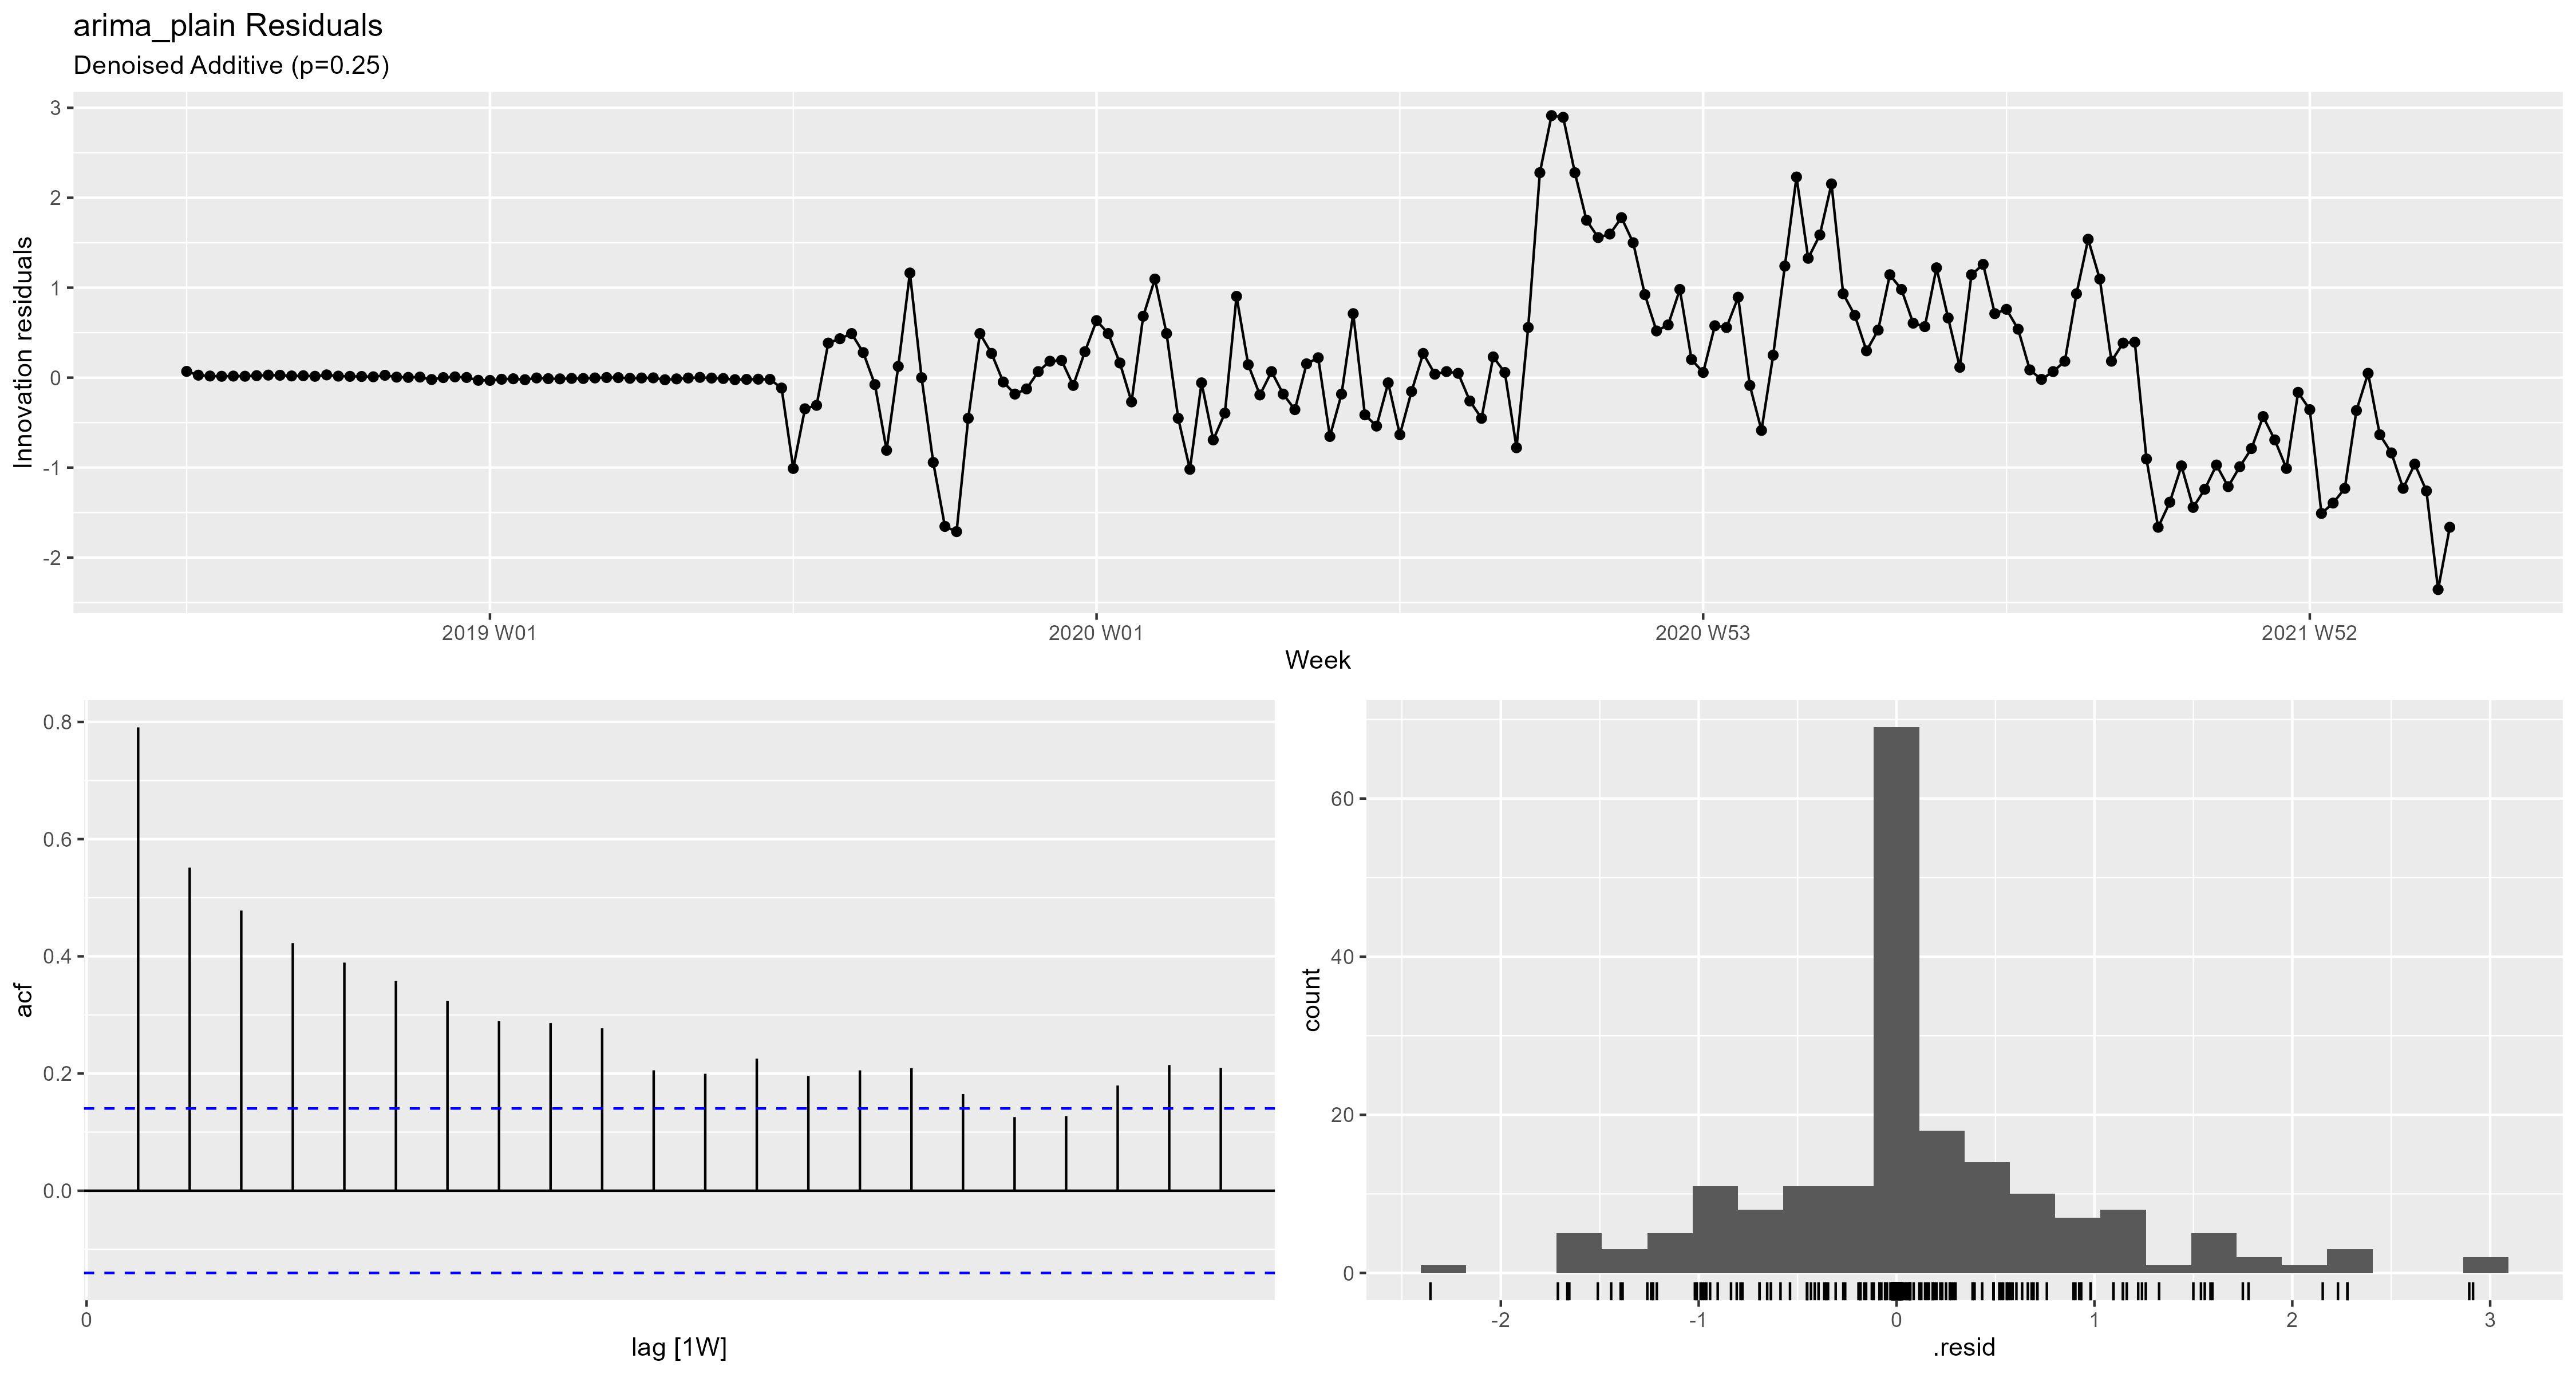 arima_plain Residuals
Denoised Additive (p=0.25)
Innovation residuals
3
2
1
0
-1
-2
2019 W01
2020 W01
2020 W53
2021 W52
Week
acf
0.8
0.6
0.4
0.2
0.0
0
lag [1W]
count
60
40
20
0
-2
-1
0
1
2
3
.resid